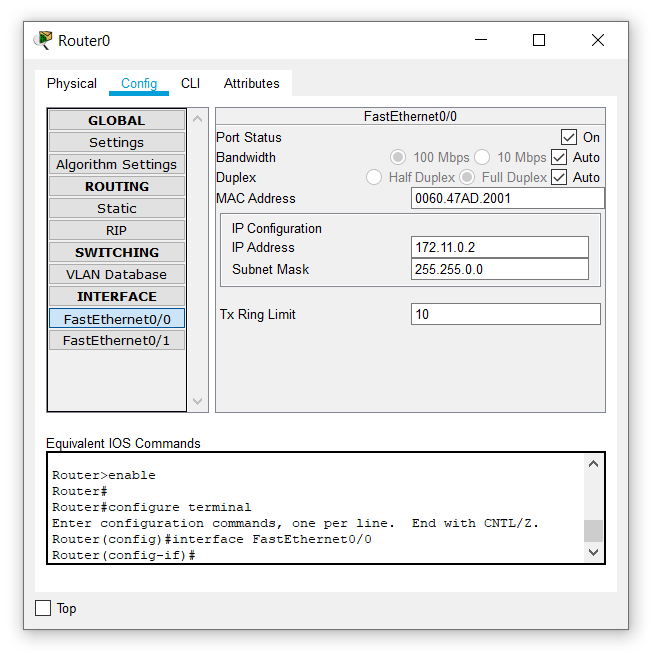 Router0
Physical Config CLI Attributes
GLOBAL
Settings
Algorithm Settings
ROUTING
Static
RIP
SWITCHING
VLAN Database
INTERFACE
FastEthernet0/0
FastEthernet0/1
FastEthernet0/0
Port Status On
Bandwidth 100 Mbps 10 Mbps Auto
Duplex Half Duplex Full Duplex Auto
MAC Address 0060.47AD.2001
IP Configuration
IP Address 172.11.0.2
Subnet Mask 255.255.0.0
Tx Ring Limit 10
Equivalent IOS Commands
Router>enable
Router#
Router#configure terminal
Enter configuration commands, one per line.  End with CNTL/Z.
Router(config)#interface FastEthernet0/0
Router(config-if)#
Top